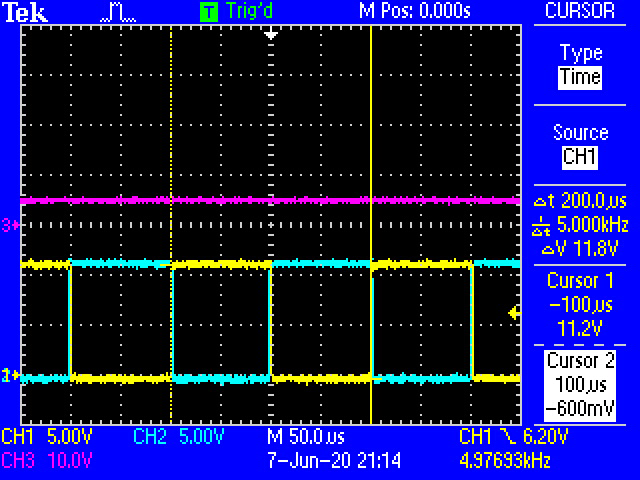 Tek T Trig'd M Pos: 0.000s CURSOR
Type
Time
Source
CH1
Δt 200.0µs
1/Δt 5.000kHz
ΔV 11.8V
3
Cursor 1
-100µs
11.2V
Cursor 2
100µs
-600mV
CH1 5.00V CH2 5.00V M 50.0µs CH1 \ 6.20V
CH3 10.0V 7-Jun-20 21:14 4.97693kHz